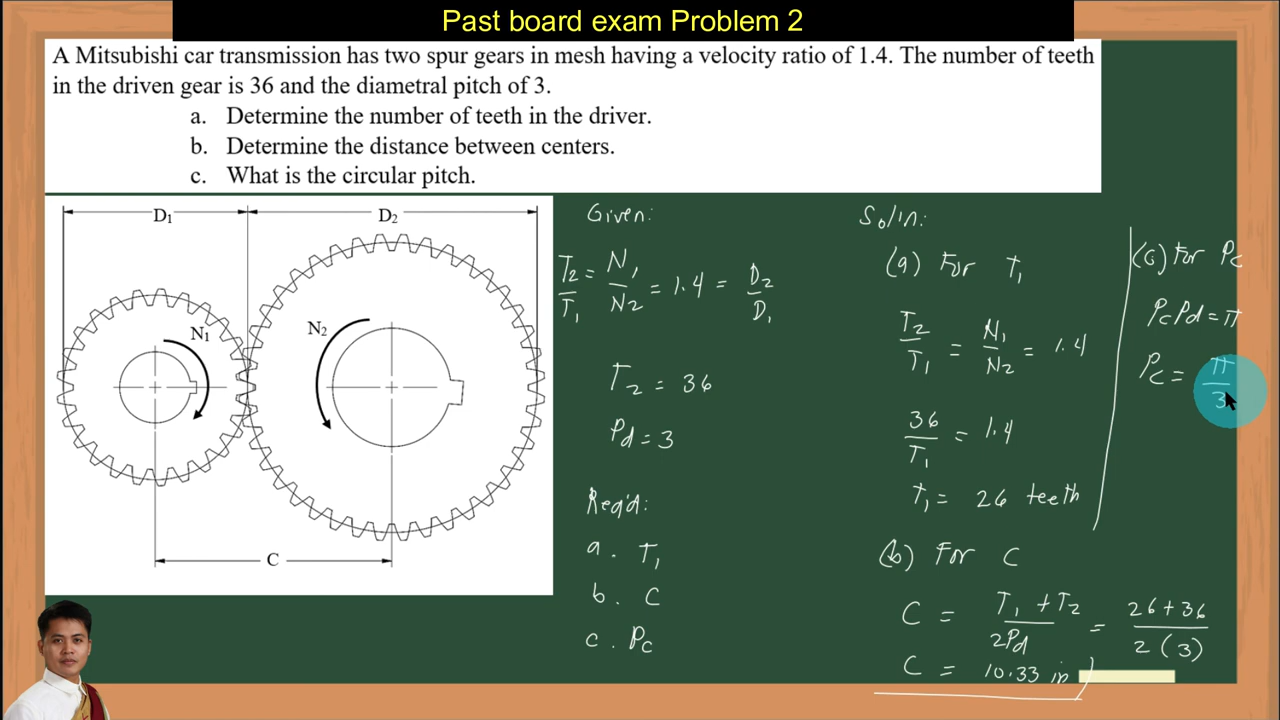 Past board exam Problem 2
A Mitsubishi car transmission has two spur gears in mesh having a velocity ratio of 1.4. The number of teeth
in the driven gear is 36 and the diametral pitch of 3.
a. Determine the number of teeth in the driver.
b. Determine the distance between centers.
c. What is the circular pitch.
D₁
D₂
N₁
N₂
C
Given:
T₂/T₁ = N₁/N₂ = 1.4 = D₂/D₁
T₂ = 36
Pd = 3
Req'd:
a. T₁
b. C
c. Pc
Sol'n:
(a) For T₁
T₂/T₁ = N₁/N₂ = 1.4
36/T₁ = 1.4
T₁ = 26 teeth
(b) For C
C = T₁ + T₂/2Pd = 26+36/2(3)
C = 10.33 in
(c) For Pc
PcPd = π
Pc = π/3